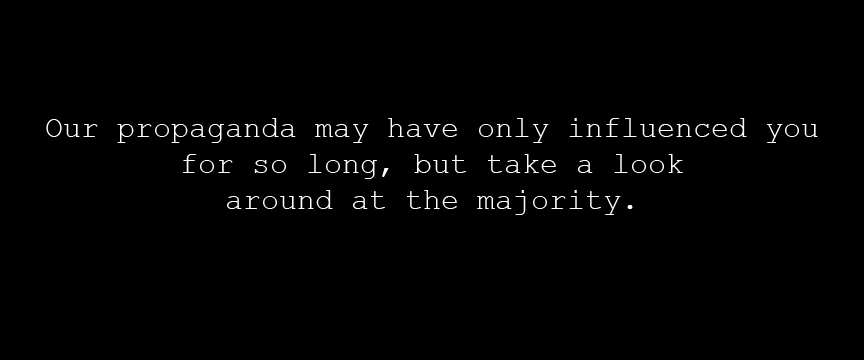 Our propaganda may have only influenced you
for so long, but take a look
around at the majority.